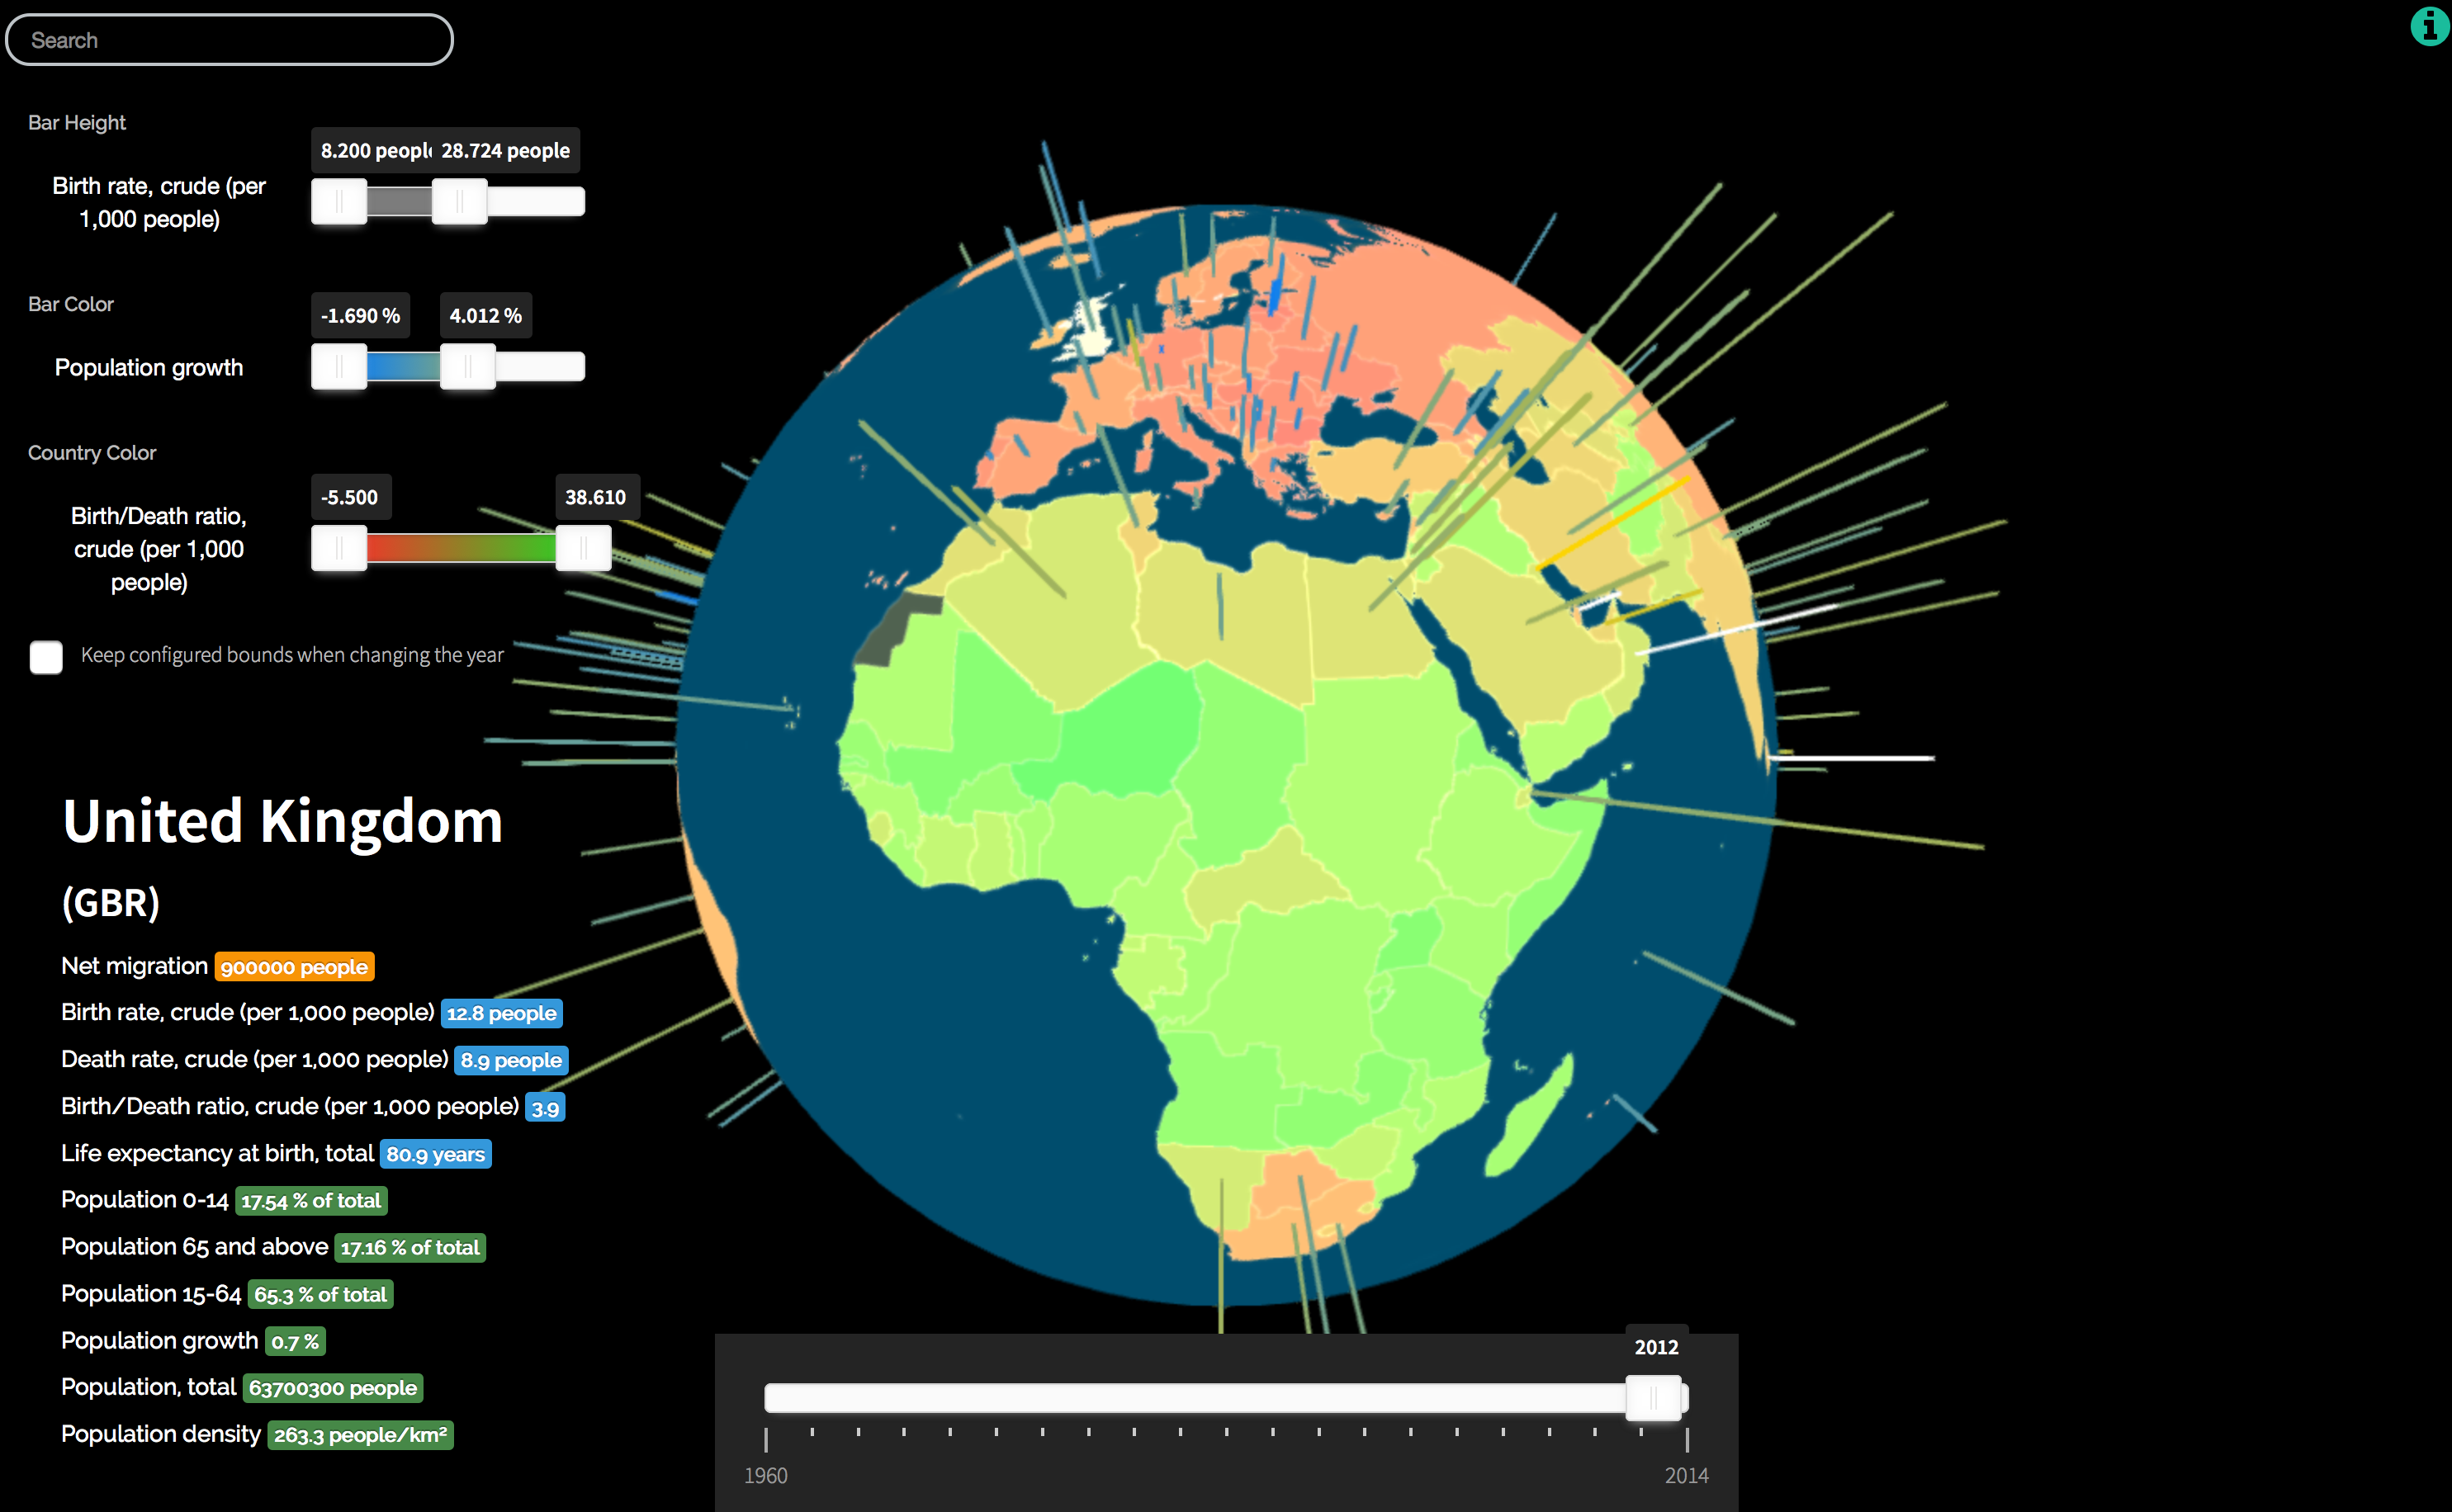 Search
Bar Height
8.200 people 28.724 people
Birth rate, crude (per
1,000 people)
Bar Color
-1.690 % 4.012 %
Population growth
Country Color
-5.500 38.610
Birth/Death ratio,
crude (per 1,000
people)
Keep configured bounds when changing the year
United Kingdom
(GBR)
Net migration 900000 people
Birth rate, crude (per 1,000 people) 12.8 people
Death rate, crude (per 1,000 people) 8.9 people
Birth/Death ratio, crude (per 1,000 people) 3.9
Life expectancy at birth, total 80.9 years
Population 0-14 17.54 % of total
Population 65 and above 17.16 % of total
Population 15-64 65.3 % of total
Population growth 0.7 %
Population, total 63700300 people
Population density 263.3 people/km²
2012
1960 2014